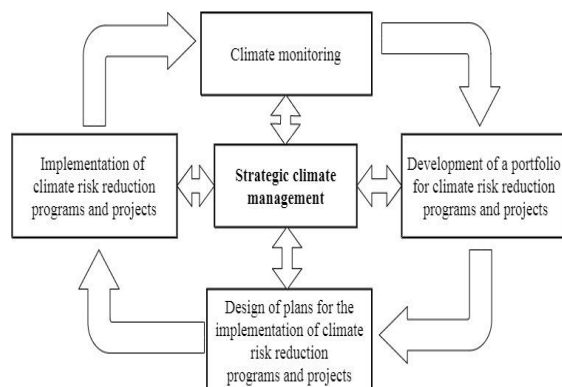 Climate monitoring
Implementation of
climate risk reduction
programs and projects
Strategic climate
management
Development of a portfolio
for climate risk reduction
programs and projects
Design of plans for the
implementation of climate
risk reduction
programs and projects